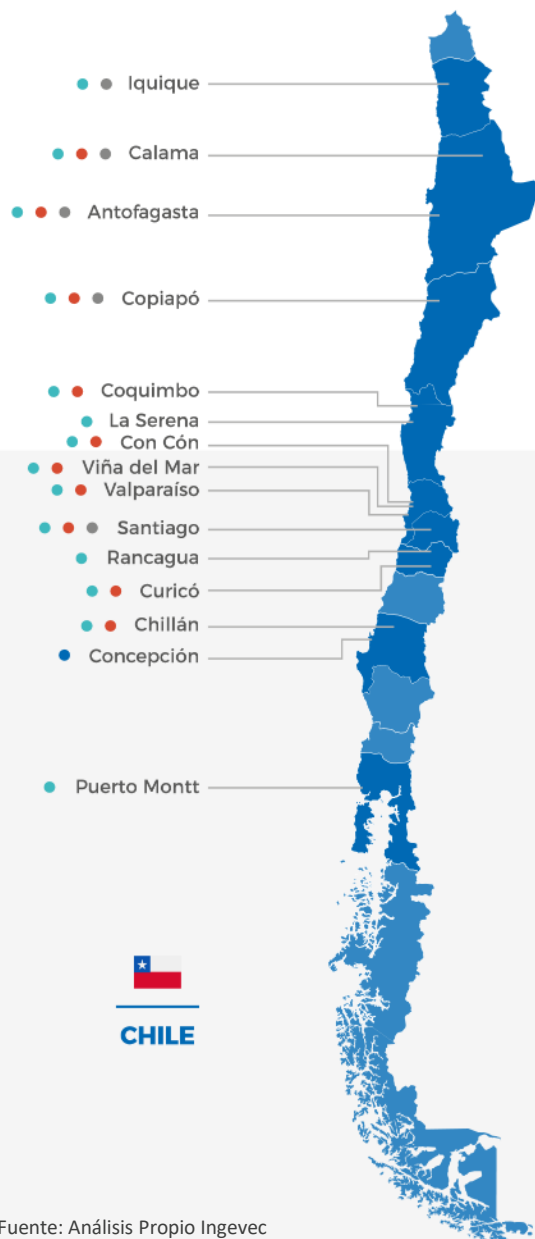 Iquique
Calama
Antofagasta
Copiapó
Coquimbo
La Serena
Con Cón
Viña del Mar
Valparaíso
Santiago
Rancagua
Curicó
Chillán
Concepción
Puerto Montt
CHILE
Fuente: Análisis Propio Ingevec